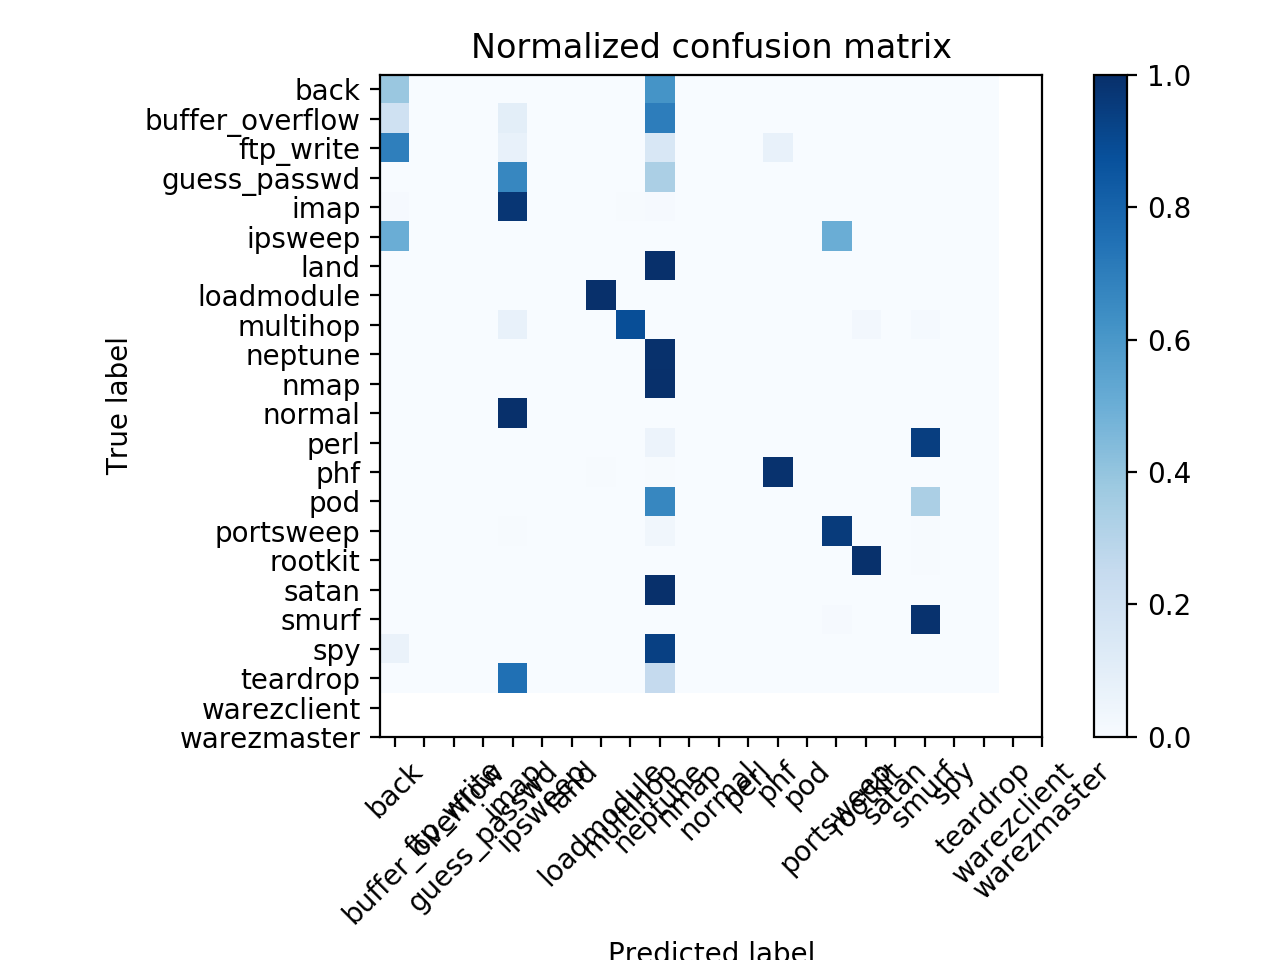 Normalized confusion matrix
back
buffer_overflow
ftp_write
guess_passwd
imap
ipsweep
land
loadmodule
multihop
neptune
nmap
normal
perl
phf
pod
portsweep
rootkit
satan
smurf
spy
teardrop
warezclient
warezmaster
True label
back
buffer_overflow
ftp_write
guess_passwd
imap
ipsweep
land
loadmodule
multihop
neptune
nmap
normal
perl
phf
pod
portsweep
rootkit
satan
smurf
spy
teardrop
warezclient
warezmaster
Predicted label
1.0
0.8
0.6
0.4
0.2
0.0